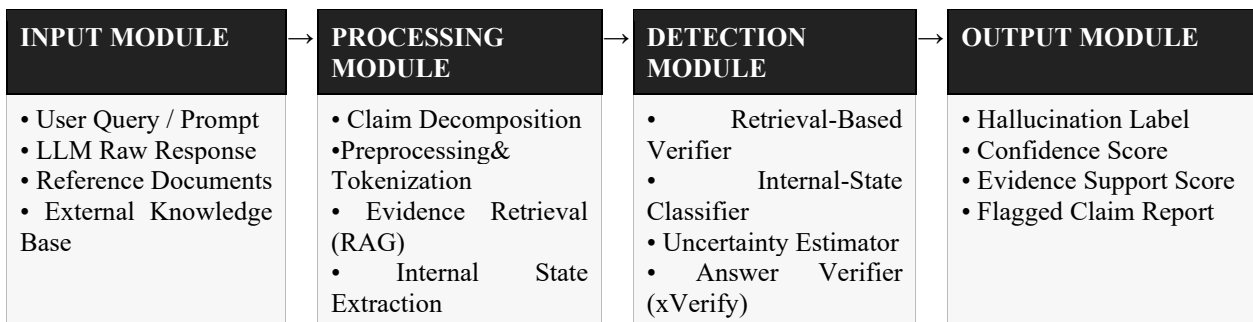 INPUT MODULE
• User Query / Prompt
• LLM Raw Response
• Reference Documents
• External Knowledge
Base
→
PROCESSING
MODULE
• Claim Decomposition
•Preprocessing&
Tokenization
• Evidence Retrieval
(RAG)
• Internal State
Extraction
→
DETECTION
MODULE
• Retrieval-Based
Verifier
• Internal-State
Classifier
• Uncertainty Estimator
• Answer Verifier
(xVerify)
→
OUTPUT MODULE
• Hallucination Label
• Confidence Score
• Evidence Support Score
• Flagged Claim Report